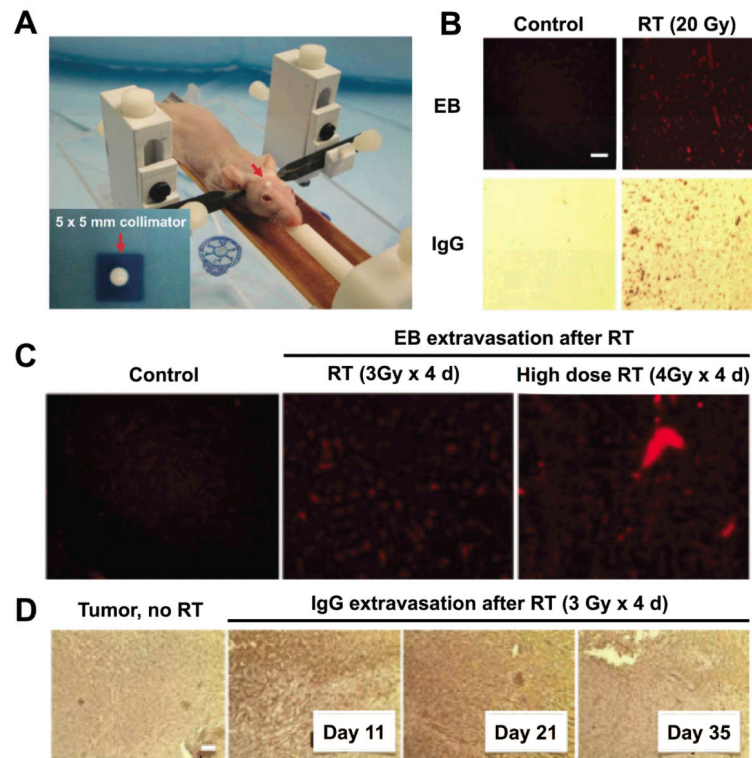 A
5 x 5 mm collimator
B
Control RT (20 Gy)
EB
IgG
C
EB extravasation after RT
Control RT (3Gy x 4 d) High dose RT (4Gy x 4 d)
D
Tumor, no RT IgG extravasation after RT (3 Gy x 4 d)
Day 11 Day 21 Day 35